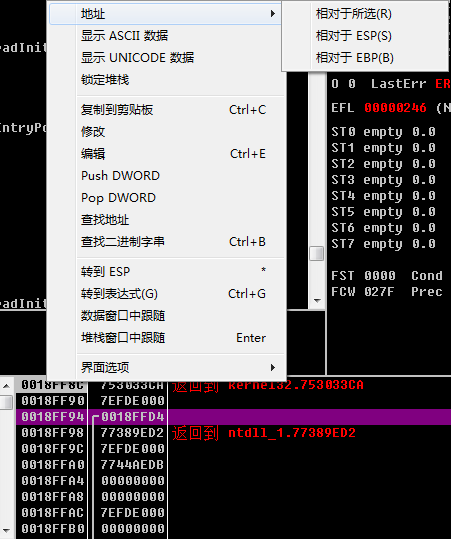 地址
显示 ASCII 数据
显示 UNICODE 数据
锁定堆栈
复制到剪贴板 Ctrl+C
修改
编辑 Ctrl+E
Push DWORD
Pop DWORD
查找地址
查找二进制字串 Ctrl+B
转到 ESP *
转到表达式(G) Ctrl+G
数据窗口中跟随
堆栈窗口中跟随 Enter
界面选项
相对于所选(R)
相对于 ESP(S)
相对于 EBP(B)
eadInit
EntryPo
eadInit
O 0 LastErr ER
EFL 00000246 (N
ST0 empty 0.0
ST1 empty 0.0
ST2 empty 0.0
ST3 empty 0.0
ST4 empty 0.0
ST5 empty 0.0
ST6 empty 0.0
ST7 empty 0.0
FST 0000 Cond
FCW 027F Prec
0018FF8C 753033CA 返回到 kernel32.753033CA
0018FF90 7EFDE000
0018FF94 0018FFD4
0018FF98 77389ED2 返回到 ntdll_1.77389ED2
0018FF9C 7EFDE000
0018FFA0 7744AEDB
0018FFA4 00000000
0018FFA8 00000000
0018FFAC 7EFDE000
0018FFB0 00000000